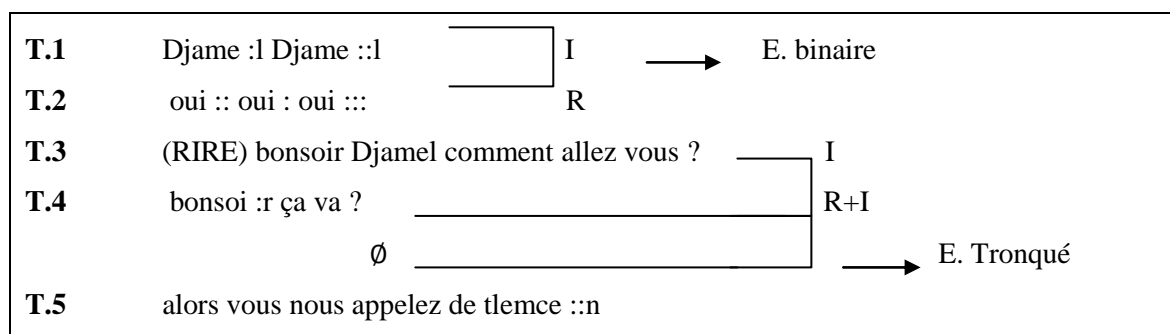 T.1 Djame :l Djame ::l I E. binaire
T.2 oui :: oui : oui ::: R
T.3 (RIRE) bonsoir Djamel comment allez vous ? I
T.4 bonsoi :r ça va ? R+I
Ø E. Tronqué
T.5 alors vous nous appelez de tlemce ::n